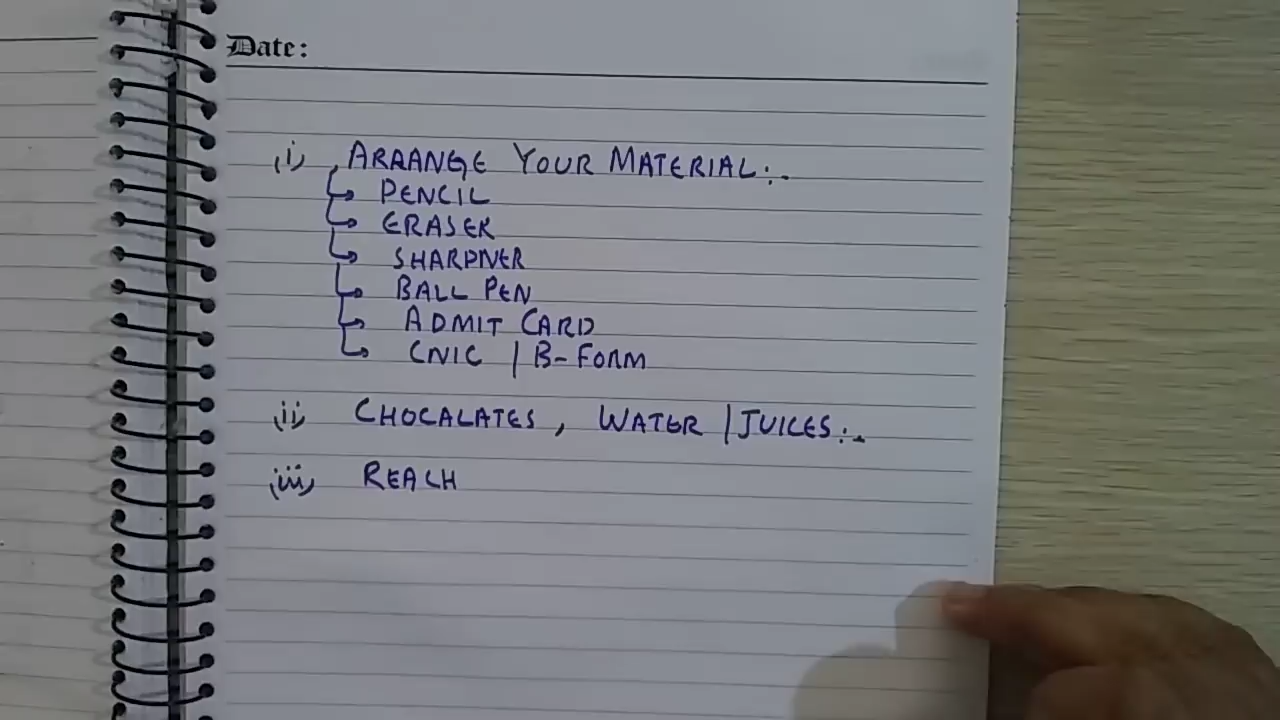 Date:
(i) ARRANGE YOUR MATERIAL:-
PENCIL
ERASER
SHARPNER
BALL PEN
ADMIT CARD
CNIC | B-FORM
(ii) CHOCALATES, WATER | JUICES:-
(iii) REACH